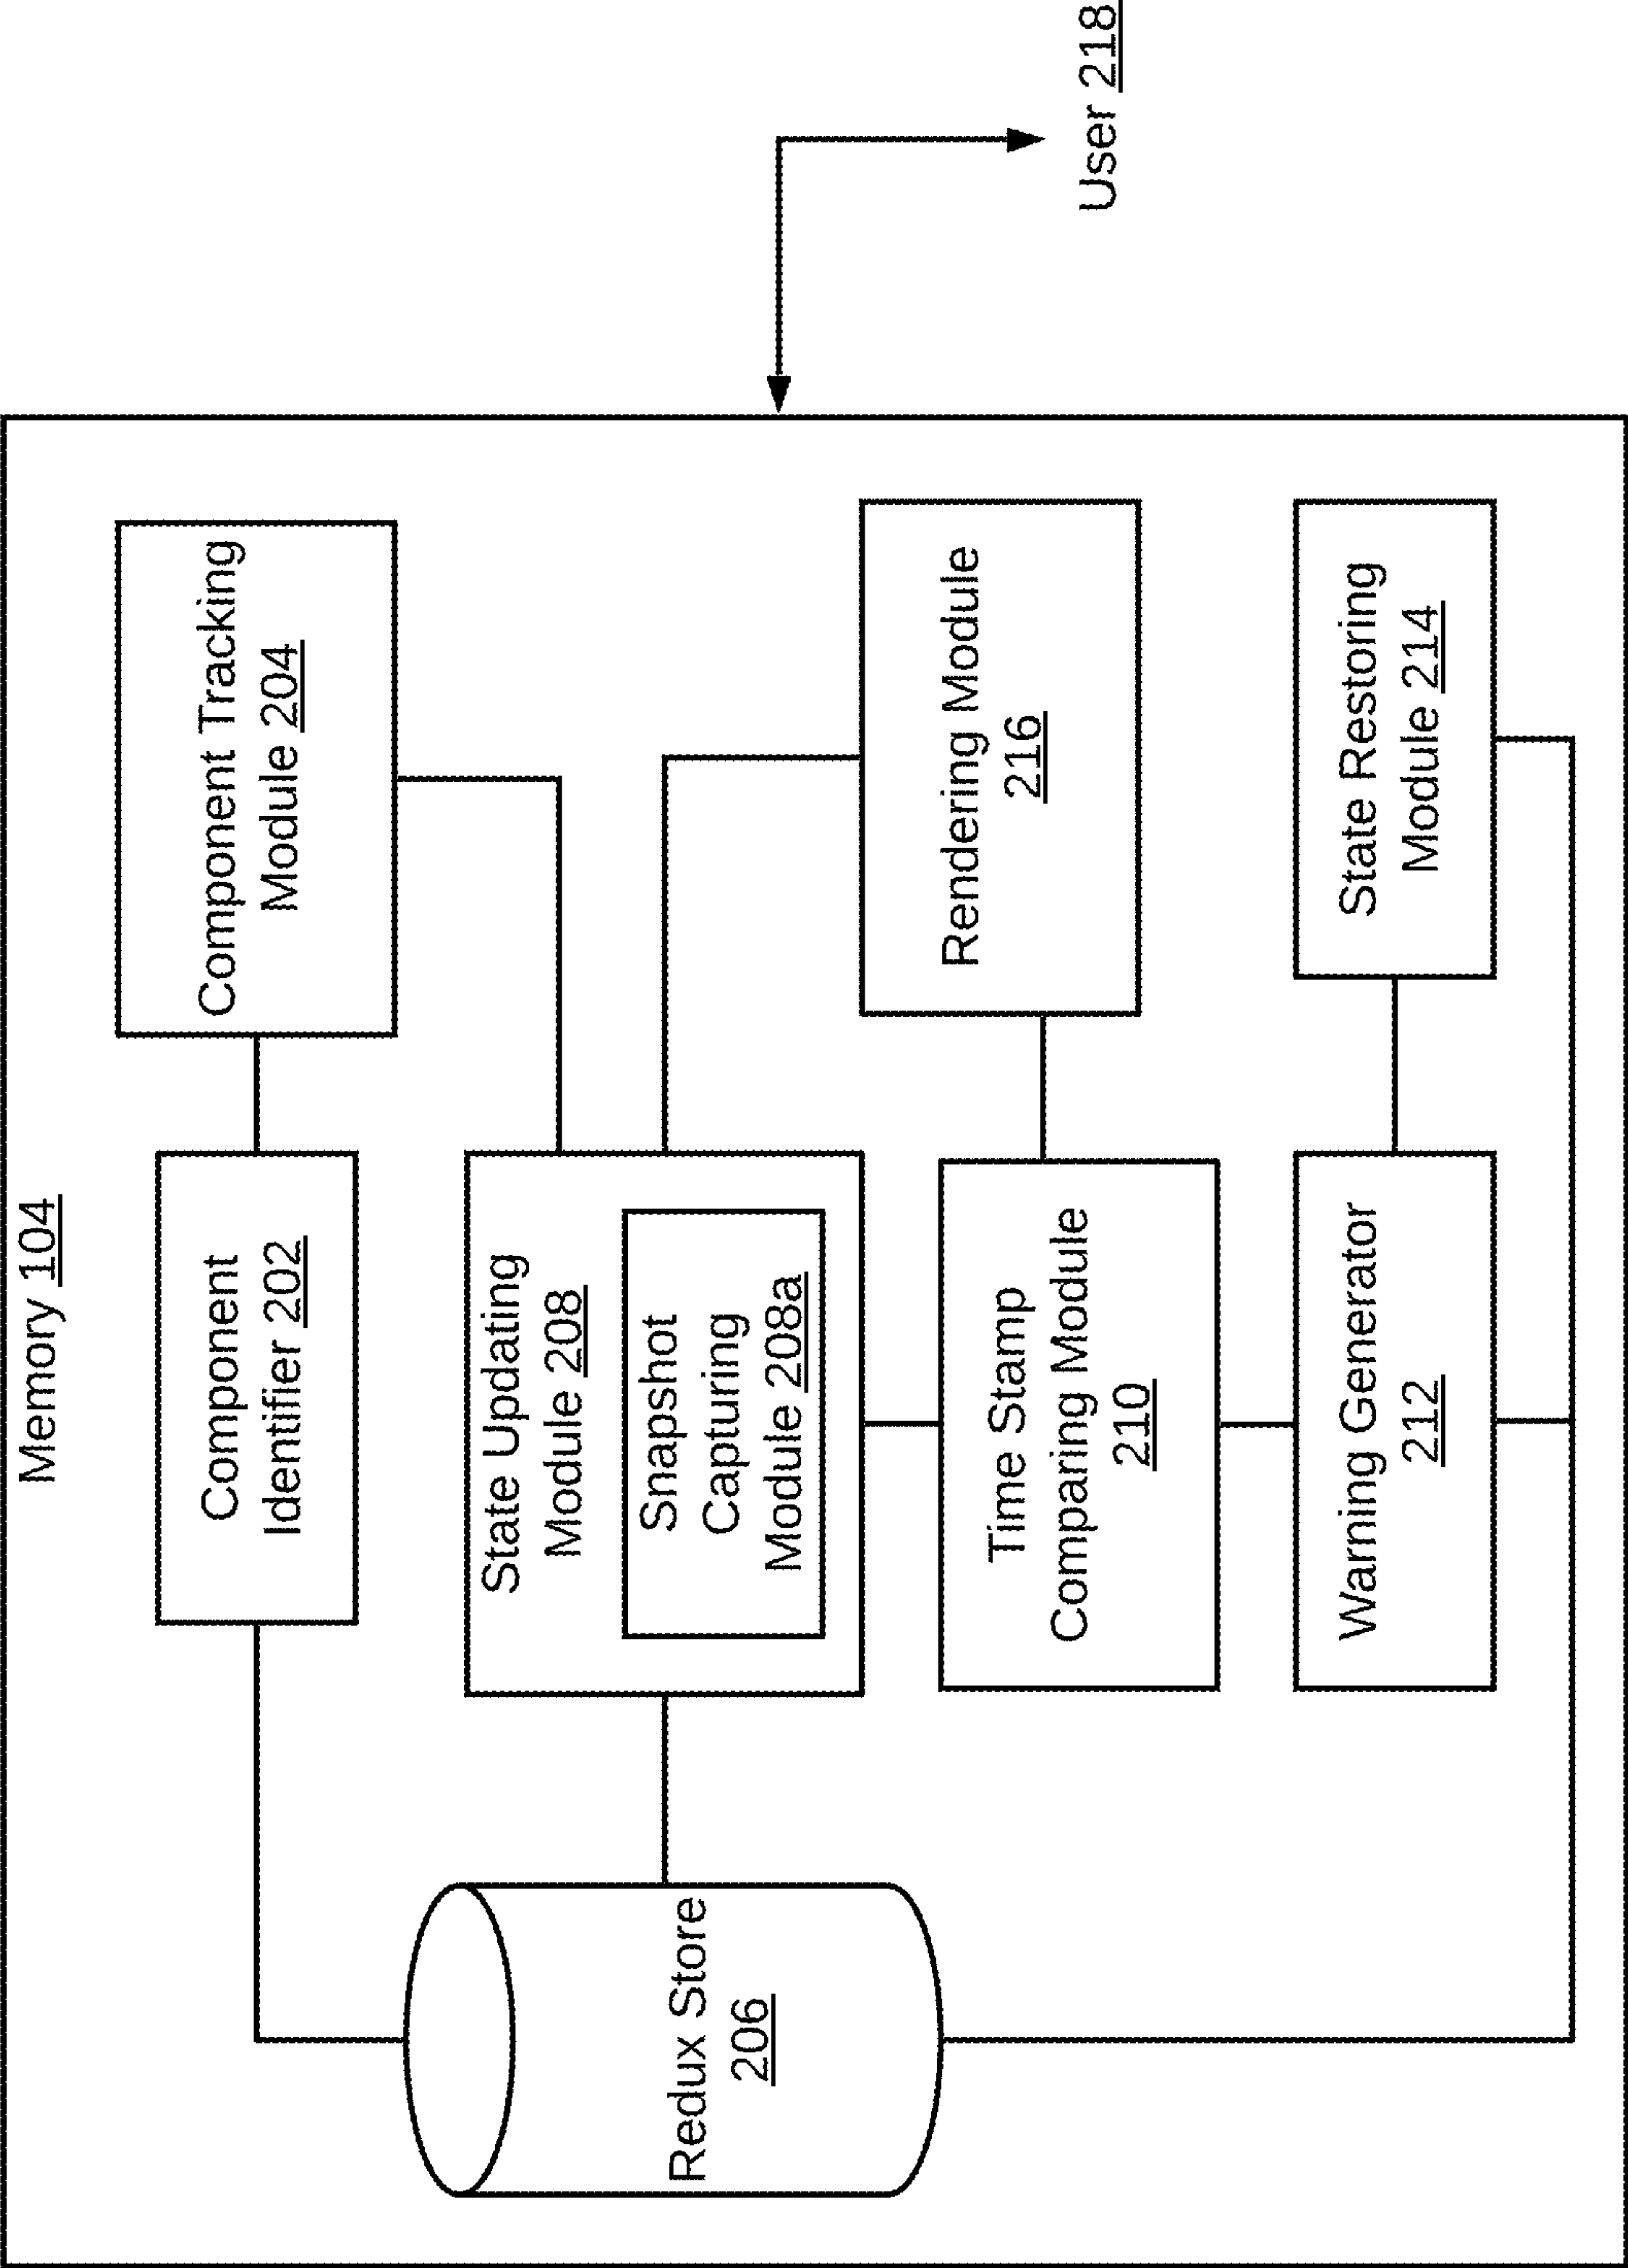 Memory 104
Component
Identifier 202
Component Tracking
Module 204
Redux Store
206
State Updating
Module 208
Snapshot
Capturing
Module 208a
Rendering Module
216
Time Stamp
Comparing Module
210
Warning Generator
212
State Restoring
Module 214
User 218